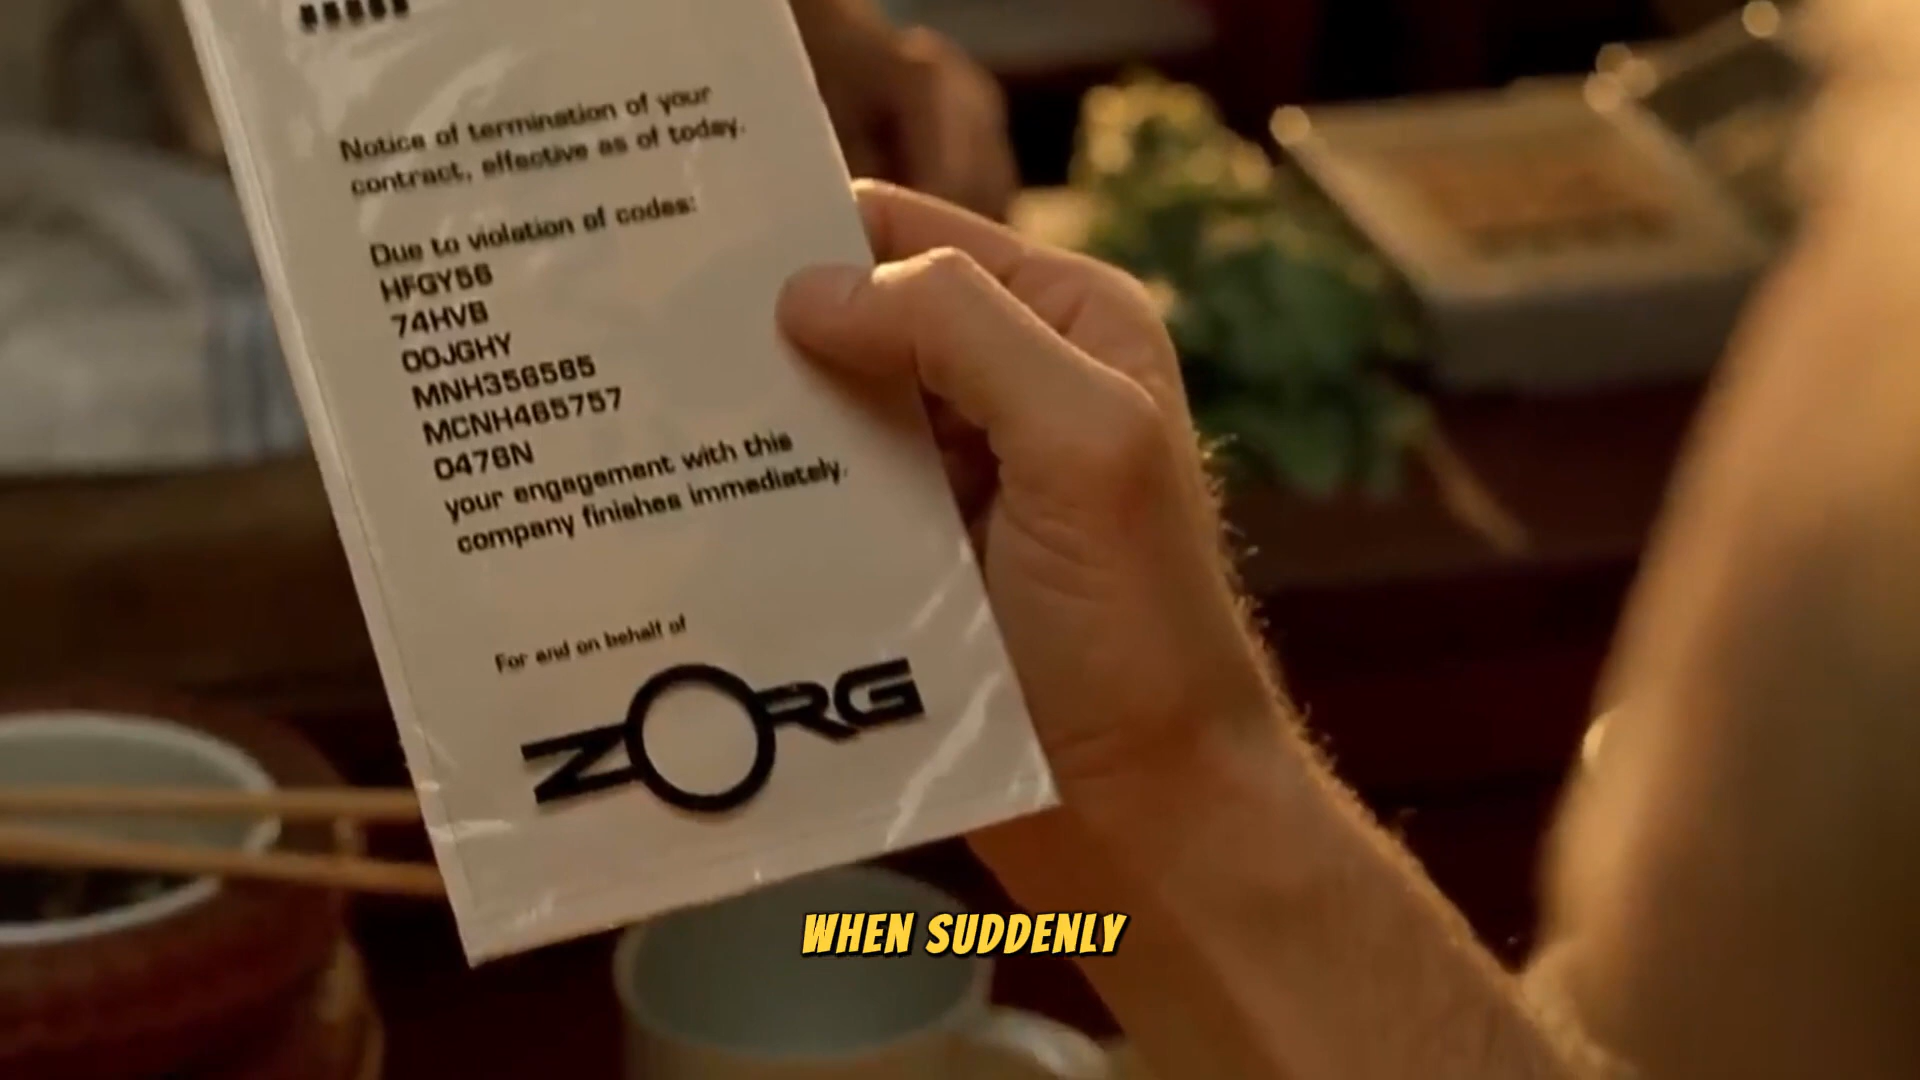 Notice of termination of your
contract, effective as of today.
Due to violation of codes:
HFGY56
74HVB
00JGHY
MNH356585
MCNH465757
0476N
your engagement with this
company finishes immediately.
For and on behalf of
ZORG
WHEN SUDDENLY